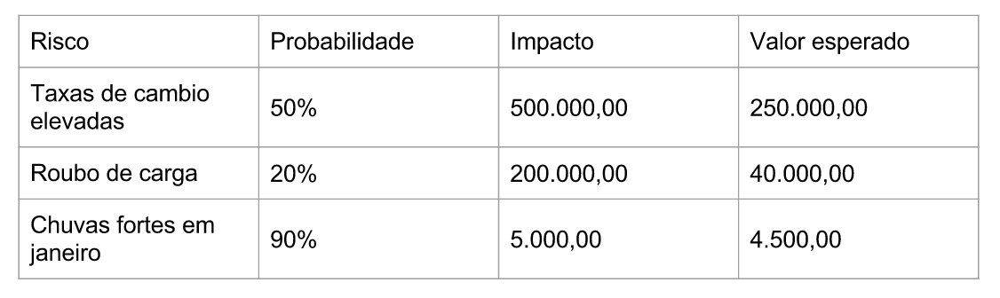 Risco Probabilidade Impacto Valor esperado
Taxas de cambio
elevadas
50% 500.000,00 250.000,00
Roubo de carga 20% 200.000,00 40.000,00
Chuvas fortes em
janeiro
90% 5.000,00 4.500,00